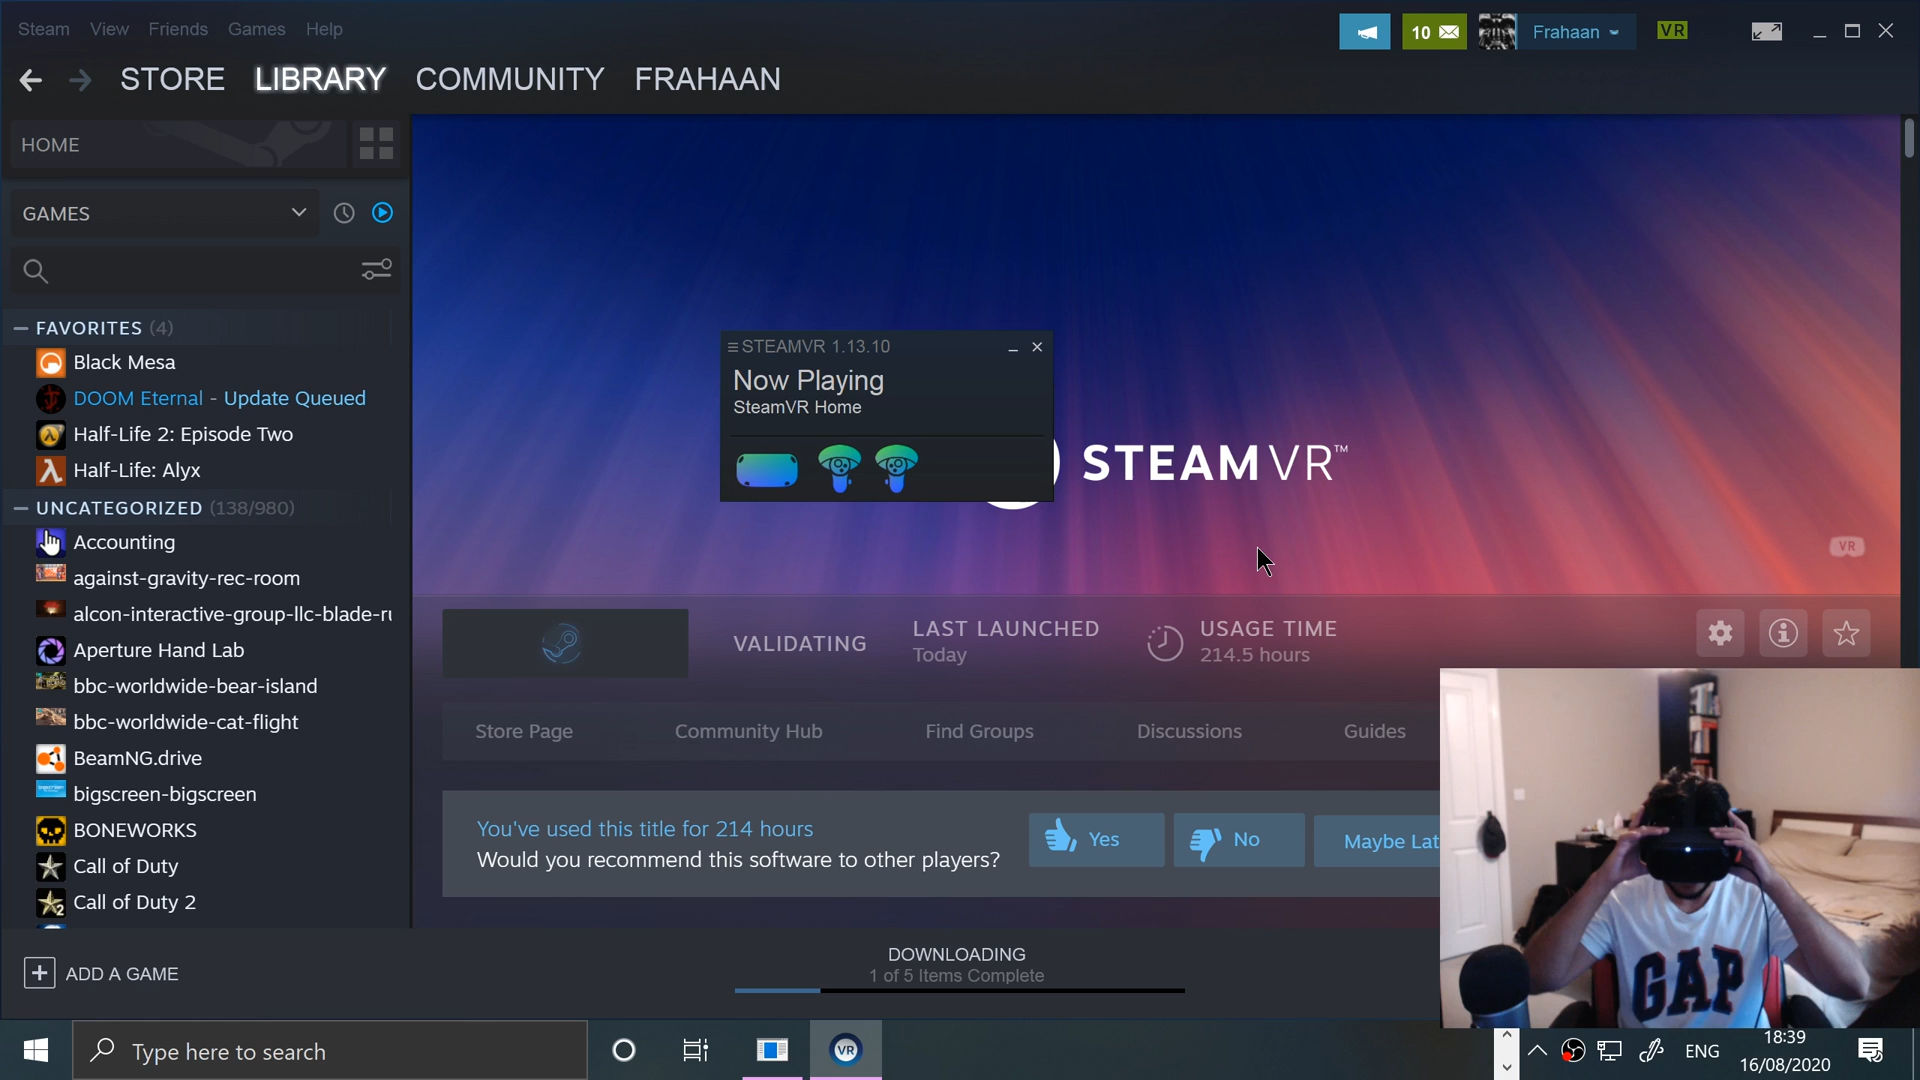 Steam View Friends Games Help
10 Frahaan VR
STORE LIBRARY COMMUNITY FRAHAAN
HOME
GAMES
FAVORITES (4)
Black Mesa
DOOM Eternal - Update Queued
Half-Life 2: Episode Two
Half-Life: Alyx
UNCATEGORIZED (138/980)
Accounting
against-gravity-rec-room
alcon-interactive-group-llc-blade-ru
Aperture Hand Lab
bbc-worldwide-bear-island
bbc-worldwide-cat-flight
BeamNG.drive
bigscreen-bigscreen
BONEWORKS
Call of Duty
Call of Duty 2
ADD A GAME
STEAMVR 1.13.10
Now Playing
SteamVR Home
STEAMVR™
VR
VALIDATING
LAST LAUNCHED
Today
USAGE TIME
214.5 hours
Store Page Community Hub Find Groups Discussions Guides
You've used this title for 214 hours
Would you recommend this software to other players?
Yes No Maybe Lat
DOWNLOADING
1 of 5 Items Complete
GAP
Type here to search
VR
ENG
18:39
16/08/2020